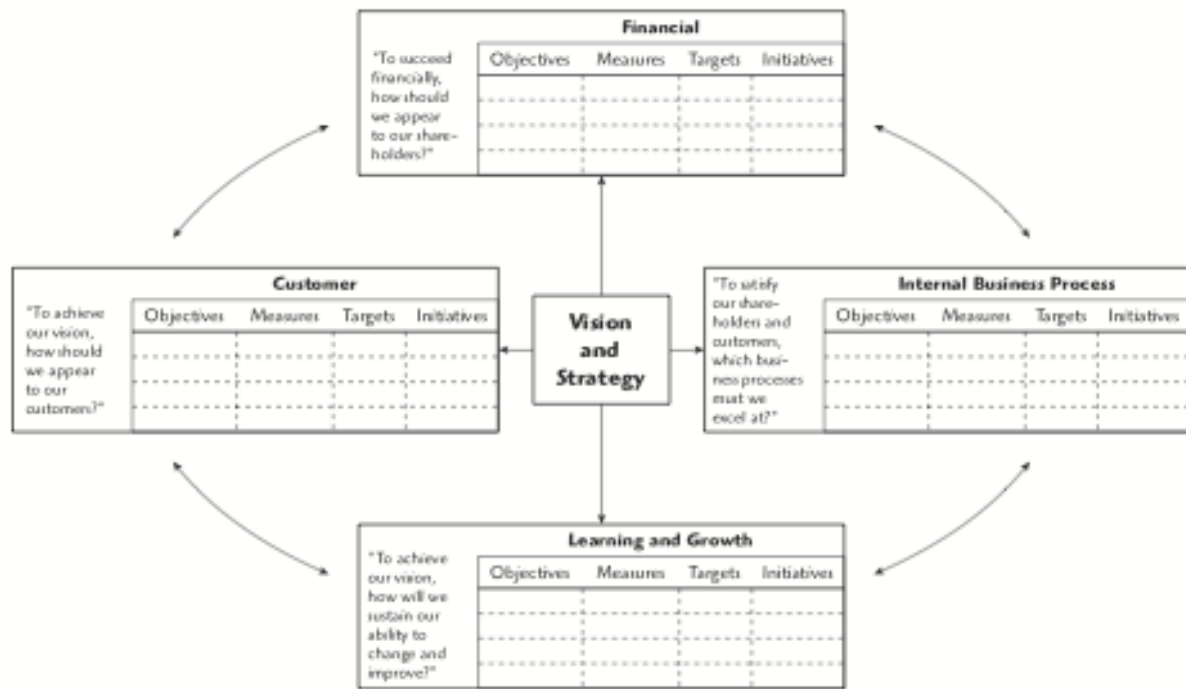 Financial
"To succeed
financially,
how should
we appear
to our share-
holders?"
Objectives Measures Targets Initiatives
Customer
"To achieve
our vision,
how should
we appear
to our
customers?"
Objectives Measures Targets Initiatives
Vision
and
Strategy
Internal Business Process
"To satisfy
our share-
holders and
customers,
which busi-
ness processes
must we
excel at?"
Objectives Measures Targets Initiatives
Learning and Growth
"To achieve
our vision,
how will we
sustain our
ability to
change and
improve?"
Objectives Measures Targets Initiatives